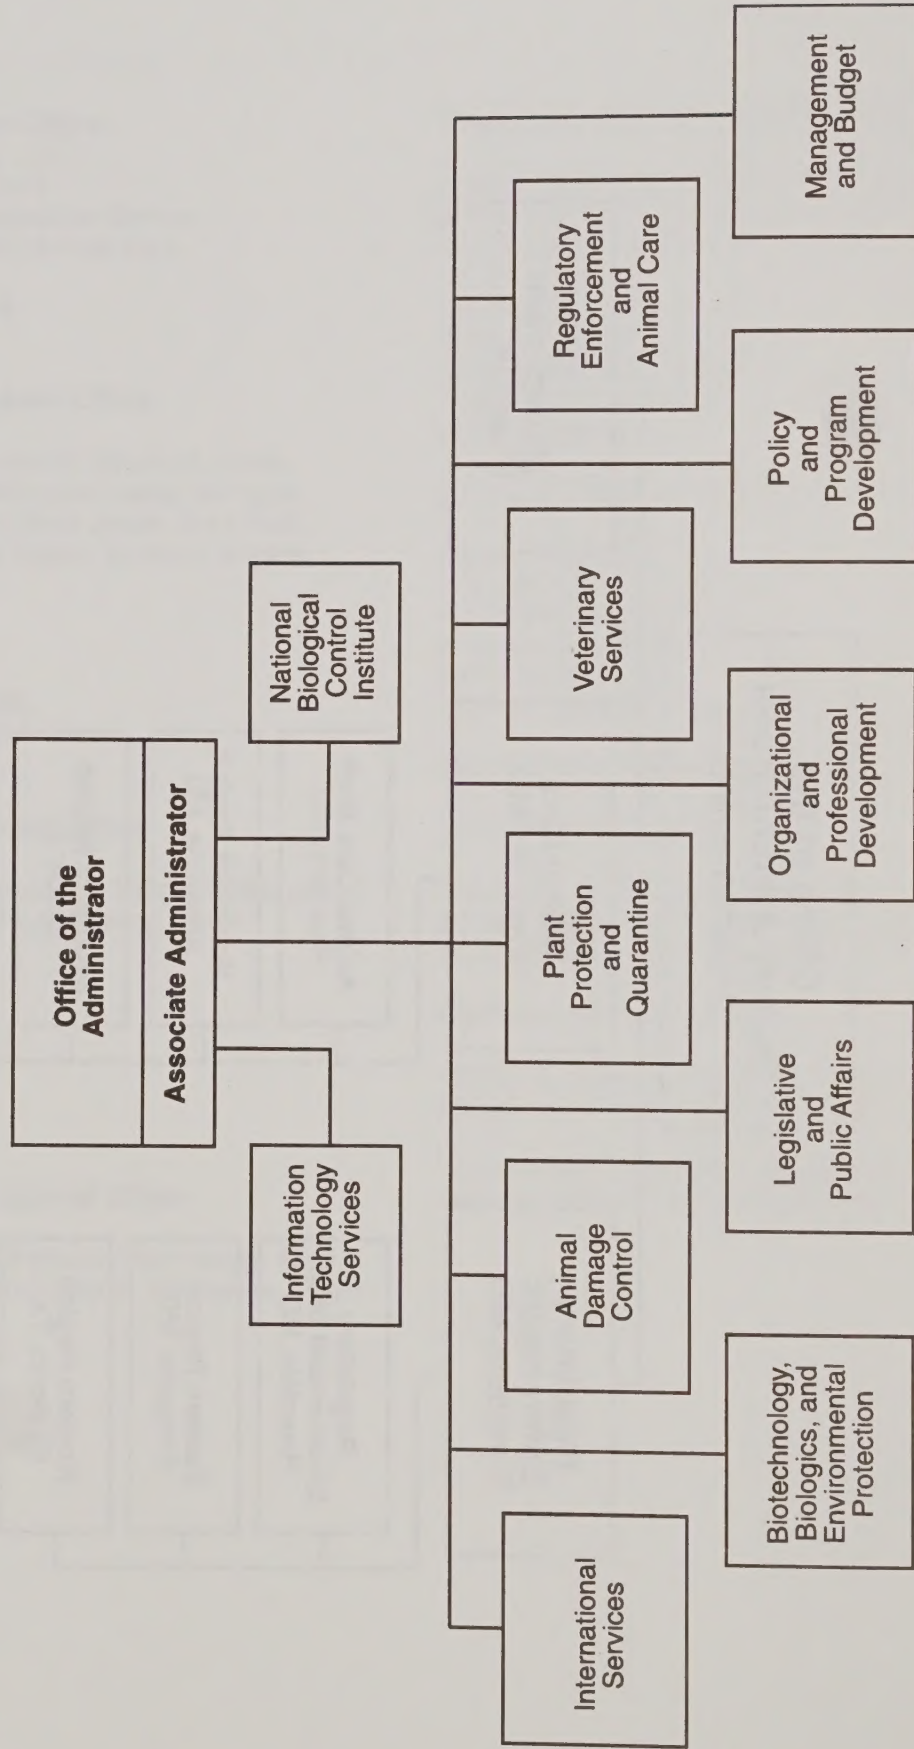 Office of the
Administrator
Associate Administrator
Information
Technology
Services
National
Biological
Control
Institute
International
Services
Animal
Damage
Control
Plant
Protection
and
Quarantine
Veterinary
Services
Regulatory
Enforcement
and
Animal Care
Biotechnology,
Biologics, and
Environmental
Protection
Legislative
and
Public Affairs
Organizational
and
Professional
Development
Policy
and
Program
Development
Management
and Budget